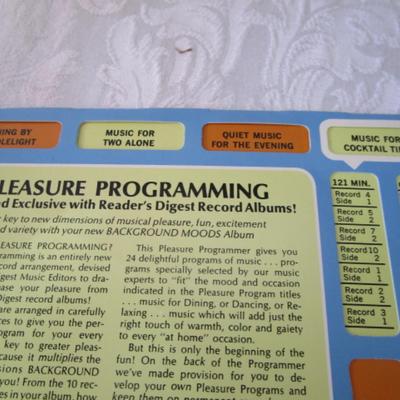 BY
MUSIC FOR
TWO ALONE
QUIET MUSIC
FOR THE EVENING
MUSIC FOR
COCKTAIL
PROGRAMMING
Exclusive with Reader's Digest Record Albums!
key to new dimensions of musical pleasure, fun, excitement
variety with your new BACKGROUND MOODS Album
PROGRAMMING?
is an entirely new
record arrangement, devised
Music Editors to
your pleasure from
Digest record albums!
are arranged in carefully
to give you the
for your every
key to greater
because it multiplies the
BACKGROUND
you! From the 10
in your album, how
This Pleasure Programmer gives you
24 delightful programs of music . . . pro-
grams specially selected by our music
experts to "fit" the mood and occasion
indicated in the Pleasure Program titles
. . . music for Dining, or Dancing, or Re-
laxing . . . music which will add just the
right touch of warmth, color and gaiety
to every "at home" occasion.
But this is only the beginning of the
fun! On the back of the Programmer
we've made provision for you to de-
velop your own Pleasure Programs and
keep them on permanent
121 MIN.
Record 4
Side 1
Record 5
Side 2
Record 7
Side 2
Record 10
Side 2
Record 1
Side 1
Record 2
Side 2
Record 3
Side 1